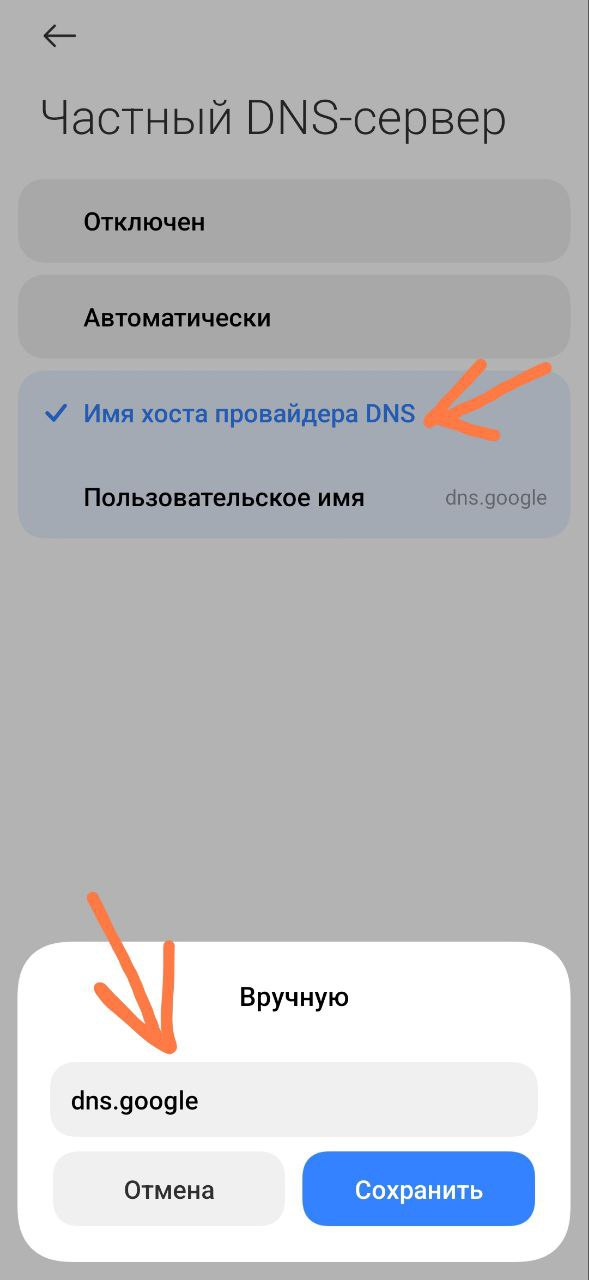 Частный DNS-сервер
Отключен
Автоматически
Имя хоста провайдера DNS
Пользовательское имя dns.google
Вручную
dns.google
Отмена Сохранить